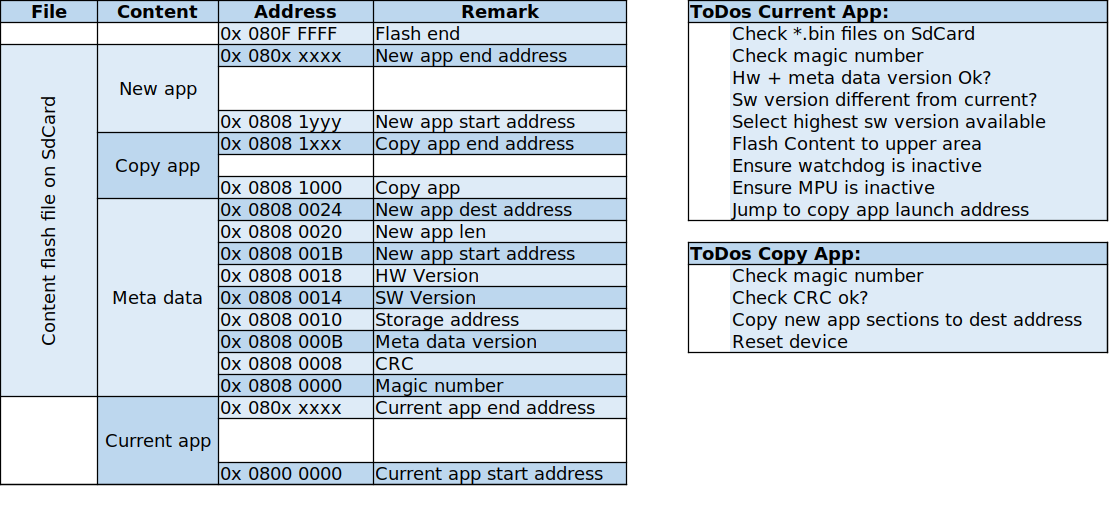 File Content Address Remark
0x 080F FFFF Flash end
0x 080x xxxx New app end address
New app
0x 0808 1yyy New app start address
0x 0808 1xxx Copy app end address
Copy app
0x 0808 1000 Copy app
0x 0808 0024 New app dest address
0x 0808 0020 New app len
0x 0808 001B New app start address
0x 0808 0018 HW Version
Meta data
0x 0808 0014 SW Version
0x 0808 0010 Storage address
0x 0808 000B Meta data version
0x 0808 0008 CRC
0x 0808 0000 Magic number
Content flash file on SdCard
0x 080x xxxx Current app end address
Current app
0x 0800 0000 Current app start address
ToDos Current App:
Check *.bin files on SdCard
Check magic number
Hw + meta data version Ok?
Sw version different from current?
Select highest sw version available
Flash Content to upper area
Ensure watchdog is inactive
Ensure MPU is inactive
Jump to copy app launch address
ToDos Copy App:
Check magic number
Check CRC ok?
Copy new app sections to dest address
Reset device